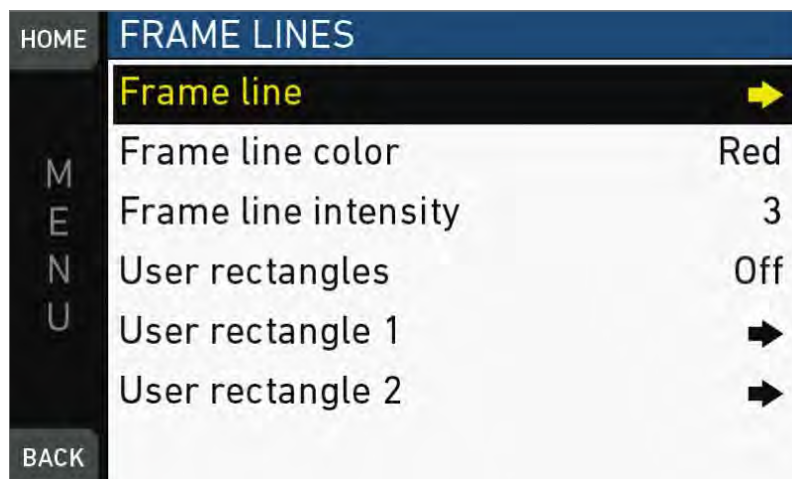 HOME
FRAME LINES
Frame line
Frame line color Red
Frame line intensity 3
User rectangles Off
User rectangle 1
User rectangle 2
MENU
BACK